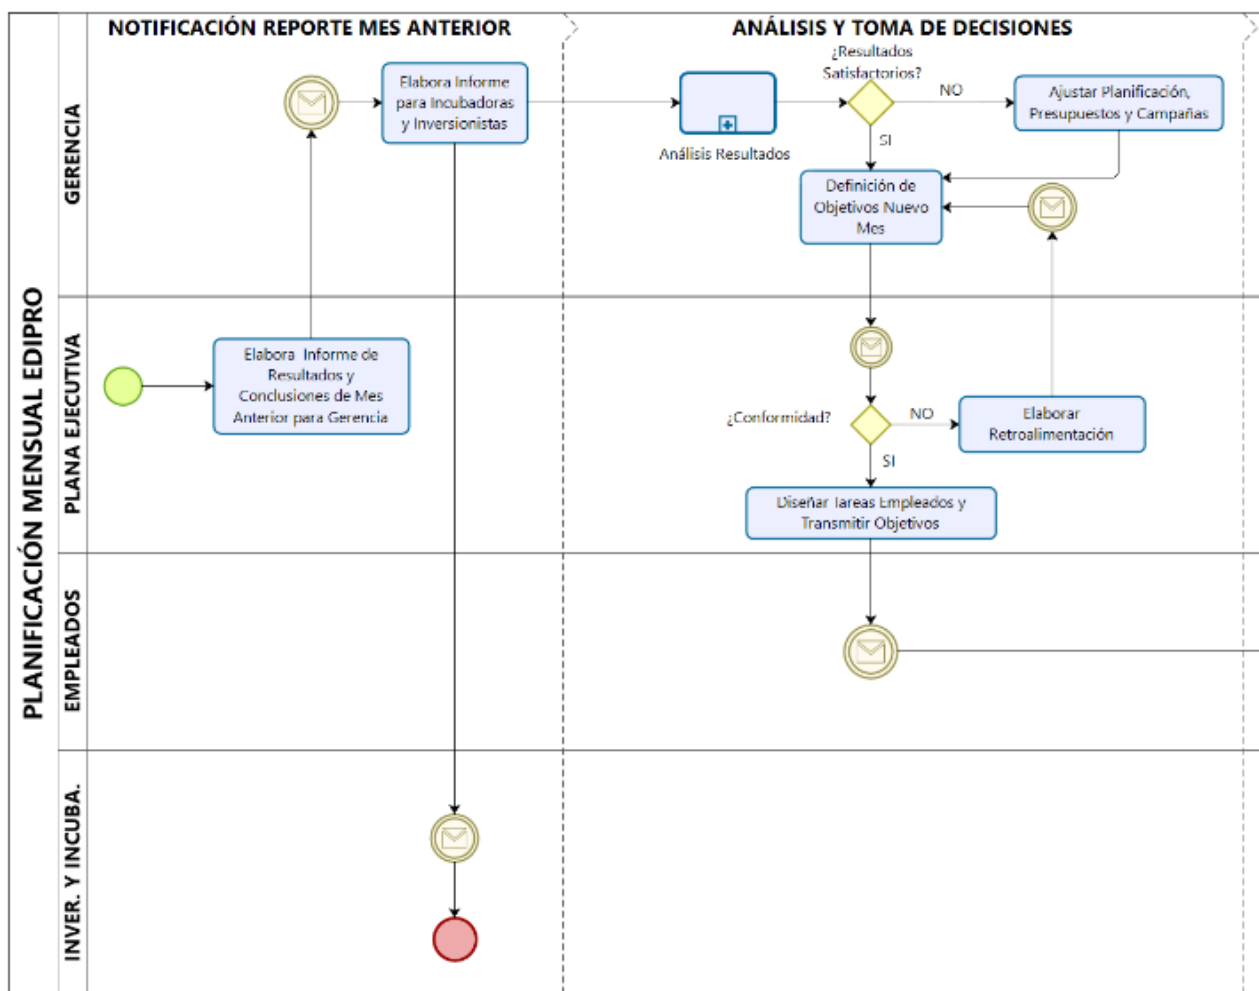 PLANIFICACIÓN MENSUAL EDIPRO
NOTIFICACIÓN REPORTE MES ANTERIOR
ANÁLISIS Y TOMA DE DECISIONES
GERENCIA
Elabora Informe
para Incubadoras
y Inversionistas
Análisis Resultados
¿Resultados
Satisfactorios?
NO
SI
Ajustar Planificación,
Presupuestos y Campañas
Definición de
Objetivos Nuevo
Mes
PLANA EJECUTIVA
Elabora Informe de
Resultados y
Conclusiones de Mes
Anterior para Gerencia
¿Conformidad?
NO
SI
Elaborar
Retroalimentación
Diseñar Tareas Empleados y
Transmitir Objetivos
EMPLEADOS
INVER. Y INCUBA.